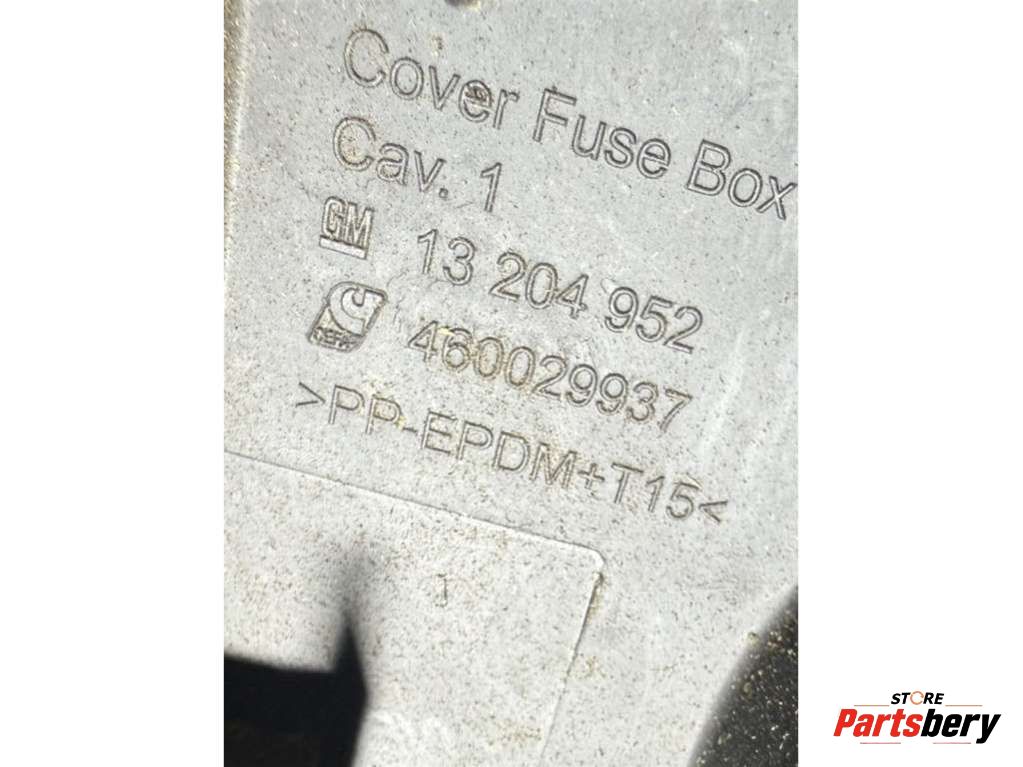 Cover Fuse Box
Cav. 1
GM 13 204 952
460029937
>PP-EPDM+T15<
STORE
Partsbery